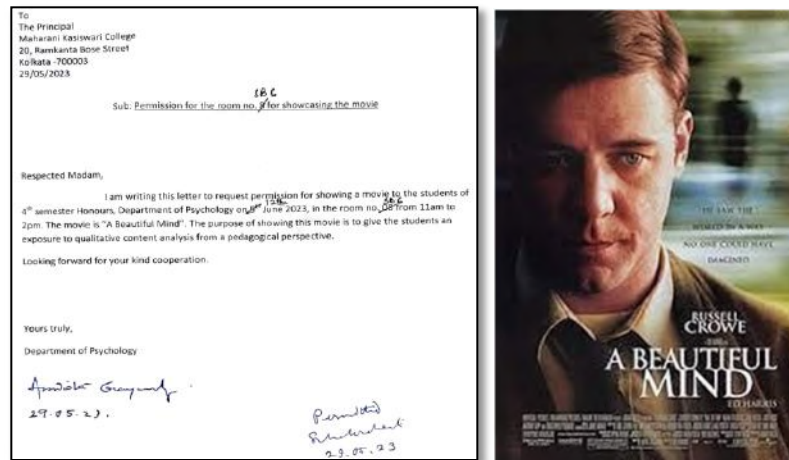 To
The Principal
Maharani Kasiswari College
20, Ramkanta Bose Street
Kolkata -700003
29/05/2023
SBC
Sub: Permission for the room no. 8 for showcasing the movie
Respected Madam,
I am writing this letter to request permission for showing a movie to the students of
12th SBC
4th semester Honours, Department of Psychology on June 2023, in the room no. 08 from 11am to
2pm. The movie is "A Beautiful Mind". The purpose of showing this movie is to give the students an
exposure to qualitative content analysis from a pedagogical perspective.
Looking forward for your kind cooperation.
Yours truly,
Department of Psychology
29.05.23.
Permitted
29.05.23
HE SAW THE
WORLD IN A WAY
NO ONE COULD HAVE
IMAGINED
RUSSELL
CROWE
A BEAUTIFUL
MIND
ED HARRIS